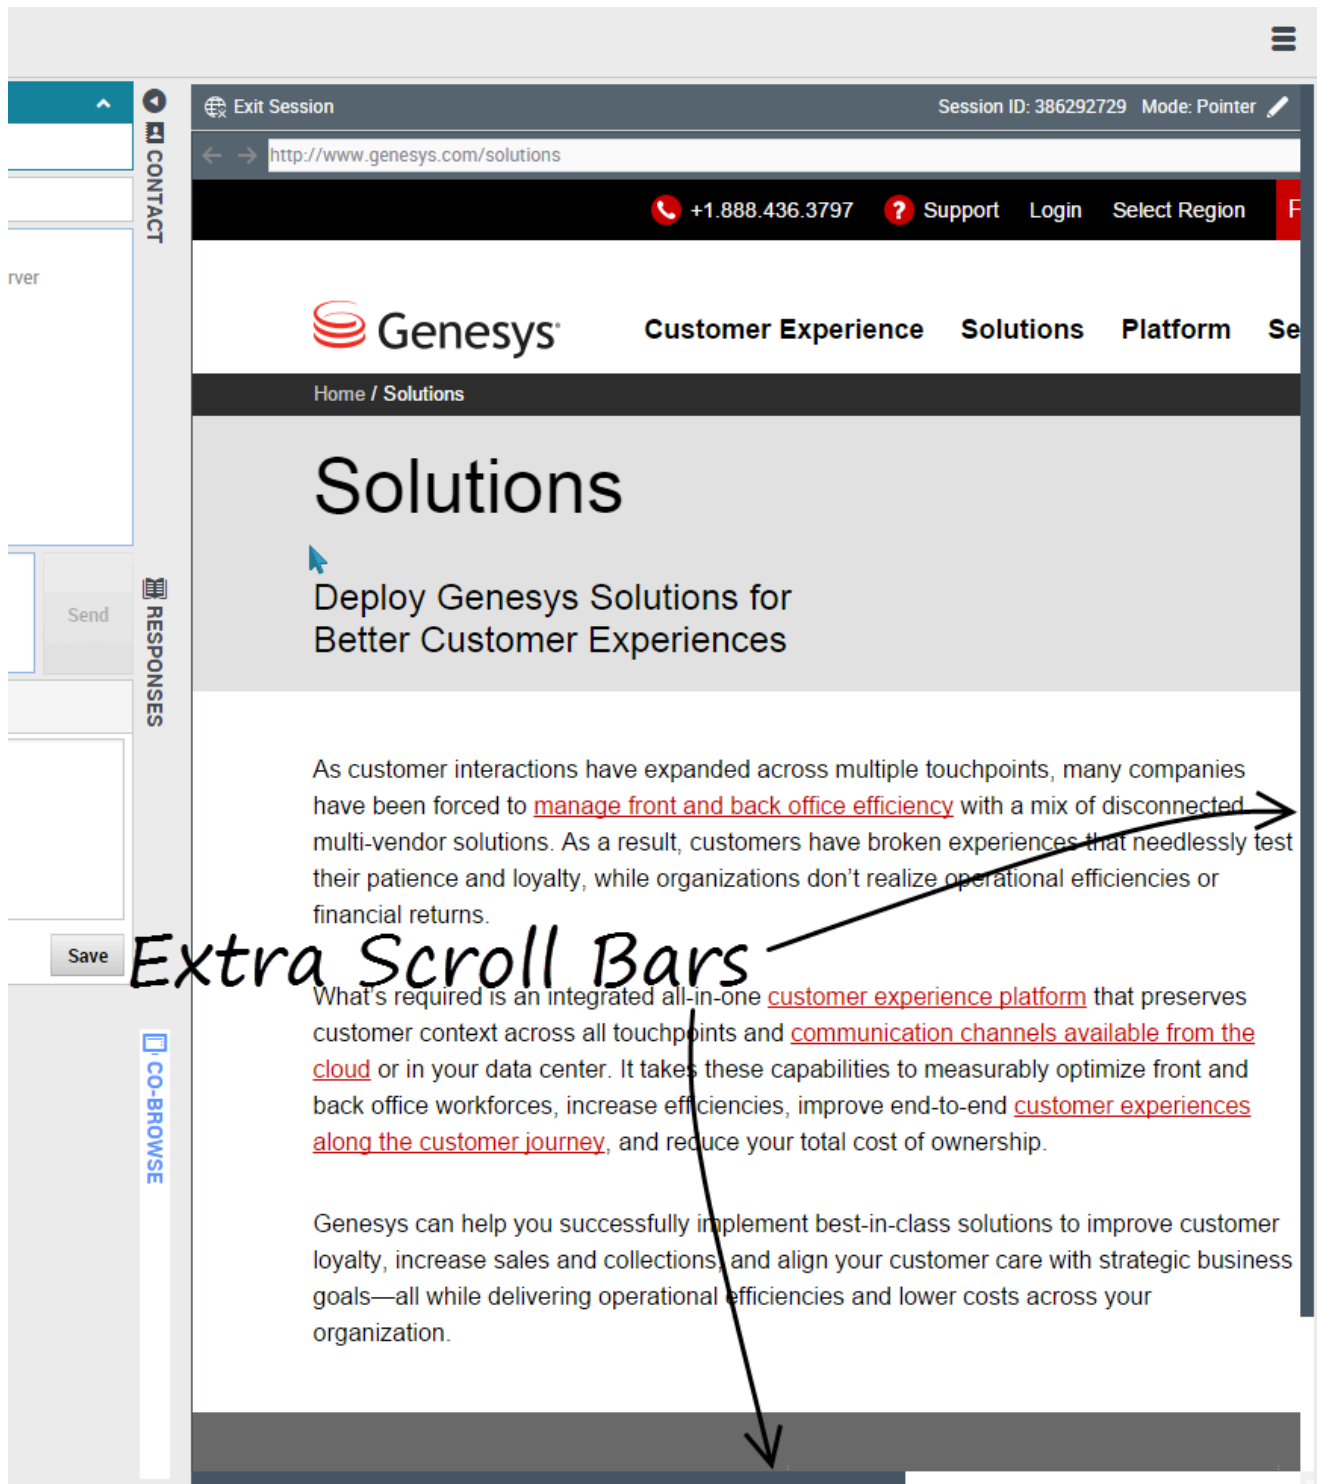 Exit Session
Session ID: 386292729 Mode: Pointer
http://www.genesys.com/solutions
CONTACT
+1.888.436.3797 ? Support Login Select Region F
rver
Genesys
Customer Experience Solutions Platform Se
Home / Solutions
Solutions
Deploy Genesys Solutions for
Better Customer Experiences
Send
RESPONSES
As customer interactions have expanded across multiple touchpoints, many companies
have been forced to manage front and back office efficiency with a mix of disconnected
multi-vendor solutions. As a result, customers have broken experiences that needlessly test
their patience and loyalty, while organizations don't realize operational efficiencies or
financial returns.
Save
Extra Scroll Bars
What's required is an integrated all-in-one customer experience platform that preserves
customer context across all touchpoints and communication channels available from the
cloud or in your data center. It takes these capabilities to measurably optimize front and
back office workforces, increase efficiencies, improve end-to-end customer experiences
along the customer journey, and reduce your total cost of ownership.
CO-BROWSE
Genesys can help you successfully implement best-in-class solutions to improve customer
loyalty, increase sales and collections, and align your customer care with strategic business
goals—all while delivering operational efficiencies and lower costs across your
organization.